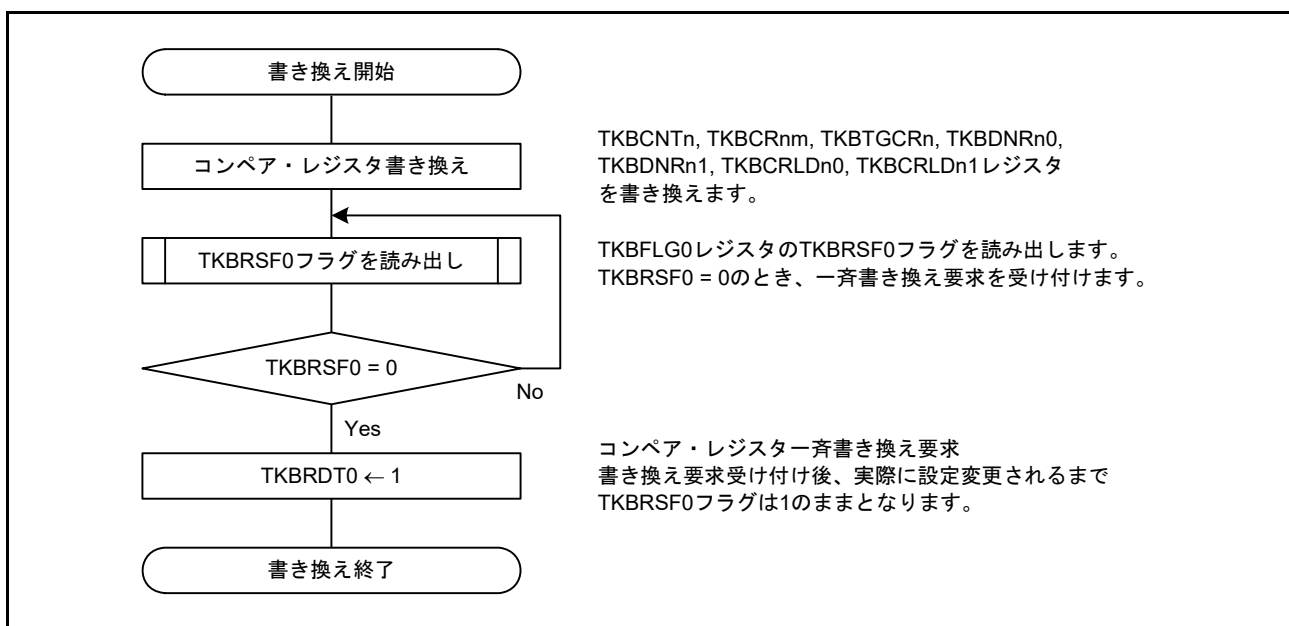 書き換え開始
コンペア・レジスタ書き換え
TKBCNTn, TKBCRnm, TKBTGCRn, TKBDNRn0,
TKBDNRn1, TKBCRLDn0, TKBCRLDn1レジスタ
を書き換えます。
TKBRSF0フラグを読み出し
TKBFLG0レジスタのTKBRSF0フラグを読み出します。
TKBRSF0 = 0のとき、一斉書き換え要求を受け付けます。
TKBRSF0 = 0
No
Yes
TKBRDT0 ← 1
コンペア・レジスター斉書き換え要求
書き換え要求受け付け後、実際に設定変更されるまで
TKBRSF0フラグは1のままとなります。
書き換え終了